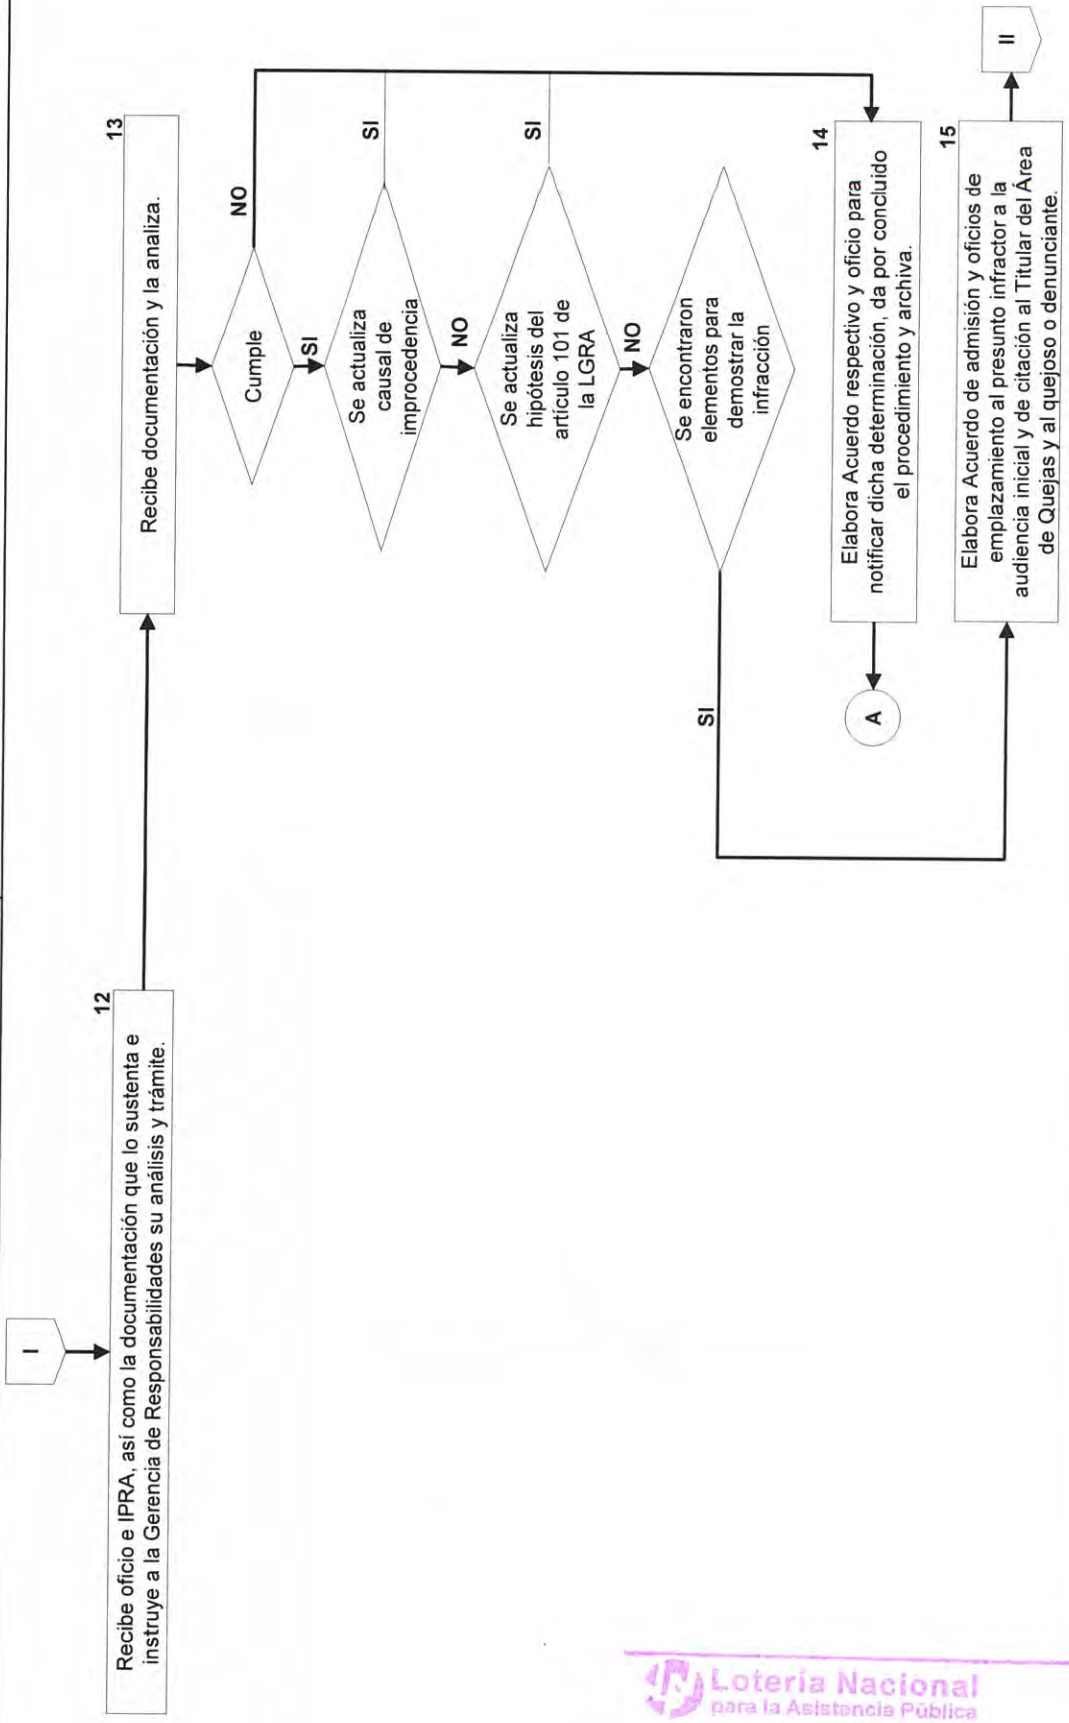 I
12
Recibe oficio e IPRA, así como la documentación que lo sustenta e
instruye a la Gerencia de Responsabilidades su análisis y trámite.
13
Recibe documentación y la analiza.
Cumple
NO
SI
Se actualiza
causal de
improcedencia
SI
NO
Se actualiza
hipótesis del
artículo 101 de
la LGRA
SI
NO
Se encontraron
elementos para
demostrar la
infracción
SI
14
Elabora Acuerdo respectivo y oficio para
notificar dicha determinación, da por concluido
el procedimiento y archiva.
A
15
Elabora Acuerdo de admisión y oficios de
emplazamiento al presunto infractor a la
audiencia inicial y de citación al Titular del Área
de Quejas y al quejoso o denunciante.
II
Lotería Nacional
para la Asistencia Pública